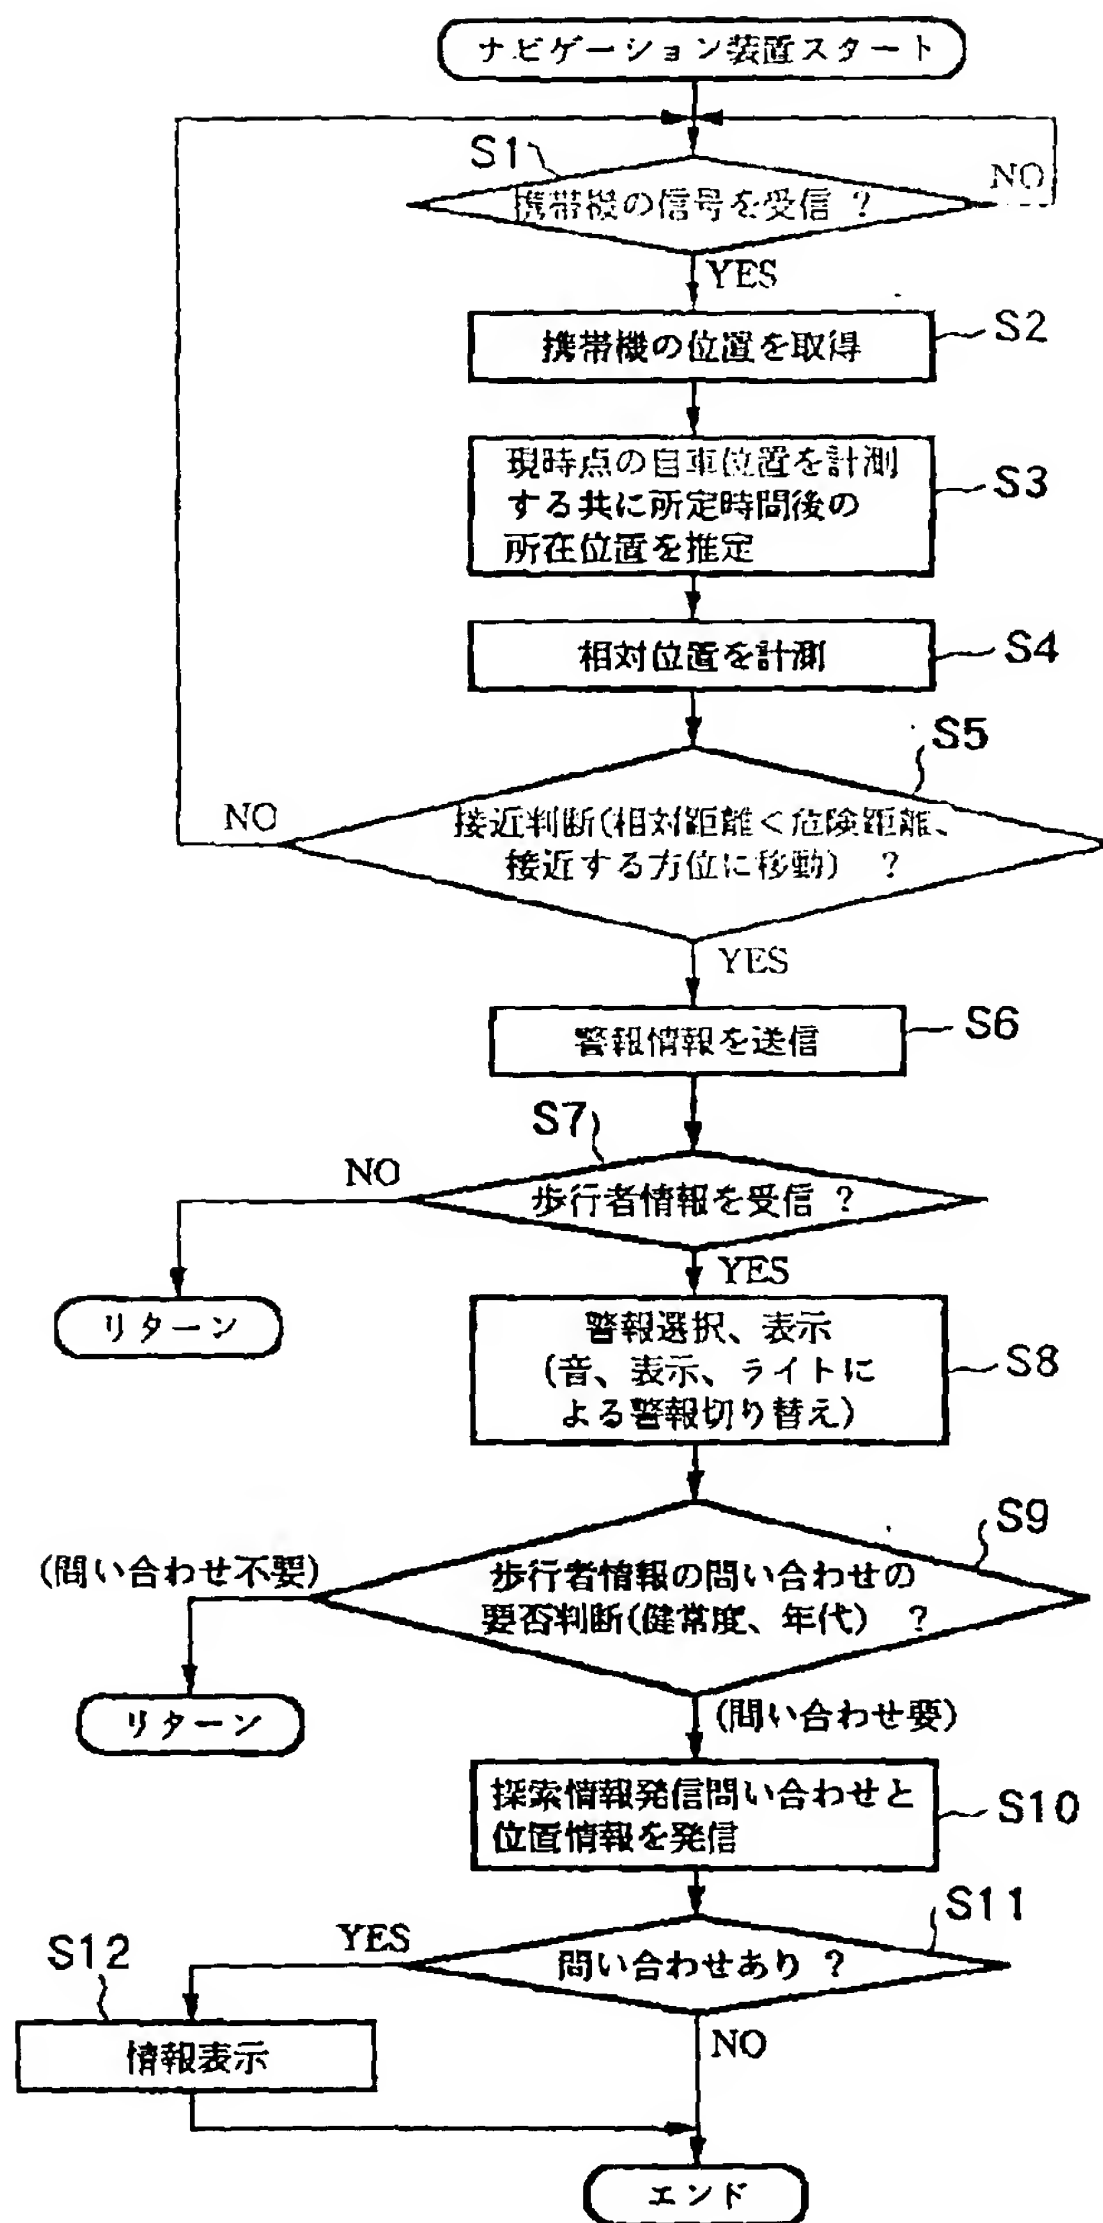 ナビゲーション装置スタート
S1
携帯機の信号を受信 ?
NO
YES
携帯機の位置を取得
S2
現時点の自車位置を計測
する共に所定時間後の
所在位置を推定
S3
相対位置を計測
S4
S5
NO
接近判断(相対距離<危険距離、
接近する方位に移動) ?
YES
警報情報を送信
S6
S7
NO
歩行者情報を受信 ?
YES
リターン
警報選択、表示
(音、表示、ライトに
よる警報切り替え)
S8
S9
(問い合わせ不要)
歩行者情報の問い合わせの
要否判断(健常度、年代) ?
リターン
(問い合わせ要)
探索情報発信問い合わせと
位置情報を発信
S10
S11
YES
問い合わせあり ?
S12
情報表示
NO
エンド